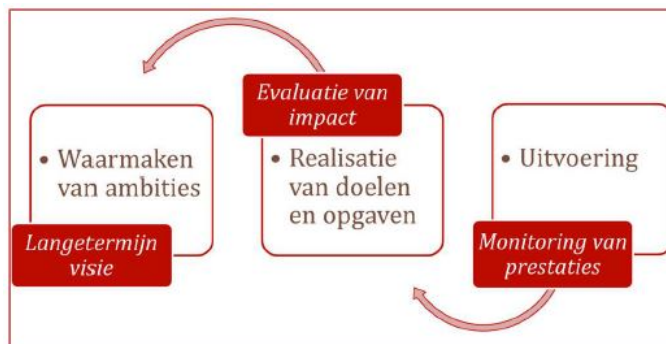 Waarmaken
van ambities
Langetermijn
visie
Evaluatie van
impact
Realisatie
van doelen
en opgaven
Uitvoering
Monitoring van
prestaties